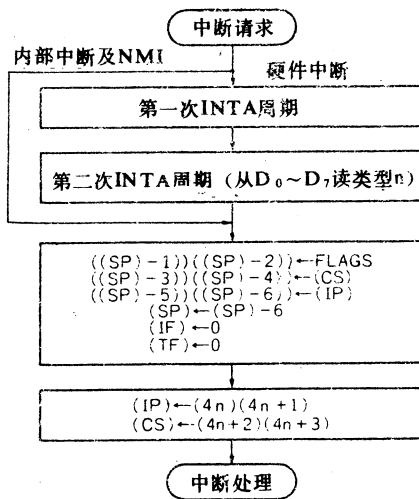 中断请求
内部中断及NMI
硬件中断
第一次INTA周期
第二次INTA周期（从D₀～D₇读类型n）
((SP)-1))((SP)-2))←FLAGS
((SP)-3))((SP)-4))←(CS)
((SP)-5))((SP)-6))←(IP)
(SP)←(SP)-6
(IF)←0
(TF)←0
(IP)←(4n)(4n+1)
(CS)←(4n+2)(4n+3)
中断处理